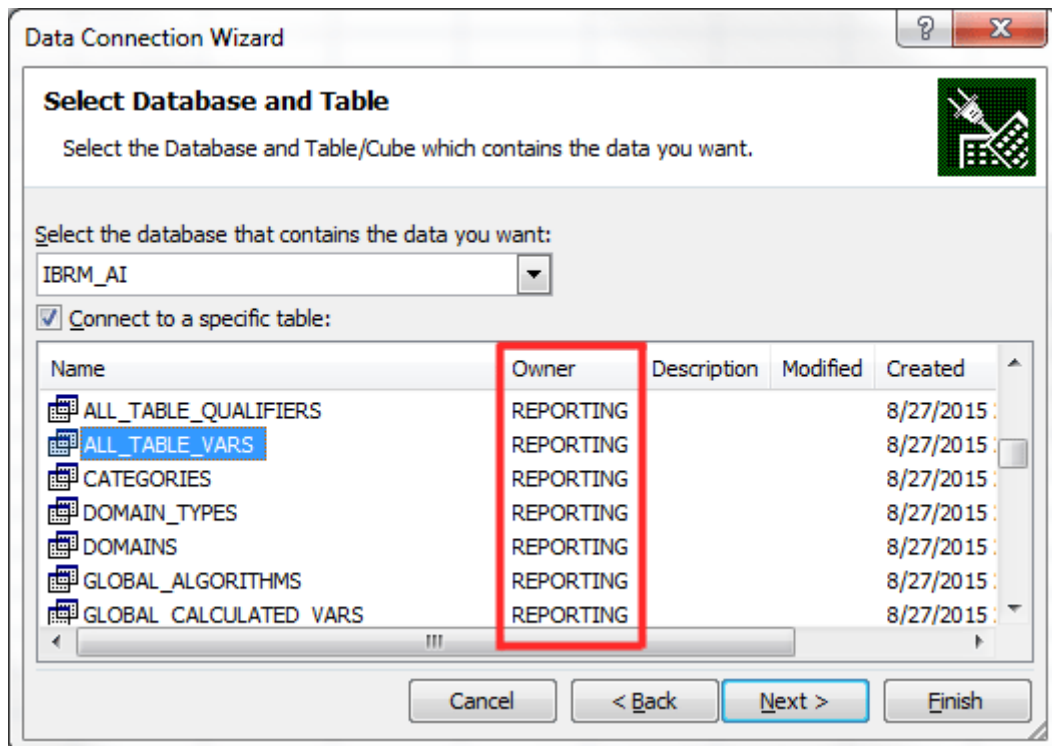 Data Connection Wizard
Select Database and Table
Select the Database and Table/Cube which contains the data you want.
Select the database that contains the data you want:
IBRM_AI
Connect to a specific table:
Name Owner Description Modified Created
ALL_TABLE_QUALIFIERS REPORTING 8/27/2015
ALL_TABLE_VARS REPORTING 8/27/2015
CATEGORIES REPORTING 8/27/2015
DOMAIN_TYPES REPORTING 8/27/2015
DOMAINS REPORTING 8/27/2015
GLOBAL_ALGORITHMS REPORTING 8/27/2015
GLOBAL_CALCULATED_VARS REPORTING 8/27/2015
Cancel < Back Next > Finish